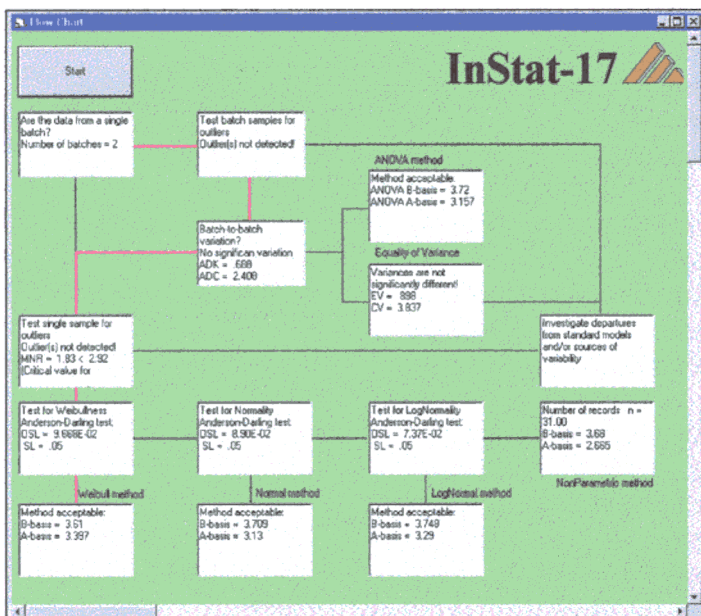 Flow Chart
Start
InStat-17
Are the data from a single
batch?
Number of batches = 2
Test batch samples for
outliers
Outlier(s) not detected!
ANOVA method
Method acceptable:
ANOVA B-basis = 3.72
ANOVA A-basis = 3.157
Batch-to-batch
variation?
No significan variation
ADK = .688
ADC = 2.408
Equality of Variance
Variances are not
significantly different!
EV = .898
CV = 3.837
Test single sample for
outliers
Outlier(s) not detected!
MNR = 1.83 < 2.92
(Critical value for
Investigate departures
from standard models
and/or sources of
variability
Test for Weibullness
Anderson-Darling test:
OSL = 9.668E-02
SL = .05
Test for Normality
Anderson-Darling test:
OSL = 8.90E-02
SL = .05
Test for LogNormality
Anderson-Darling test:
OSL = 7.37E-02
SL = .05
Number of records n =
31.00
B-basis = 3.68
A-basis = 2.665
Weibull method
Normal method
LogNormal method
NonParametric method
Method acceptable:
B-basis = 3.61
A-basis = 3.397
Method acceptable:
B-basis = 3.709
A-basis = 3.13
Method acceptable:
B-basis = 3.748
A-basis = 3.29